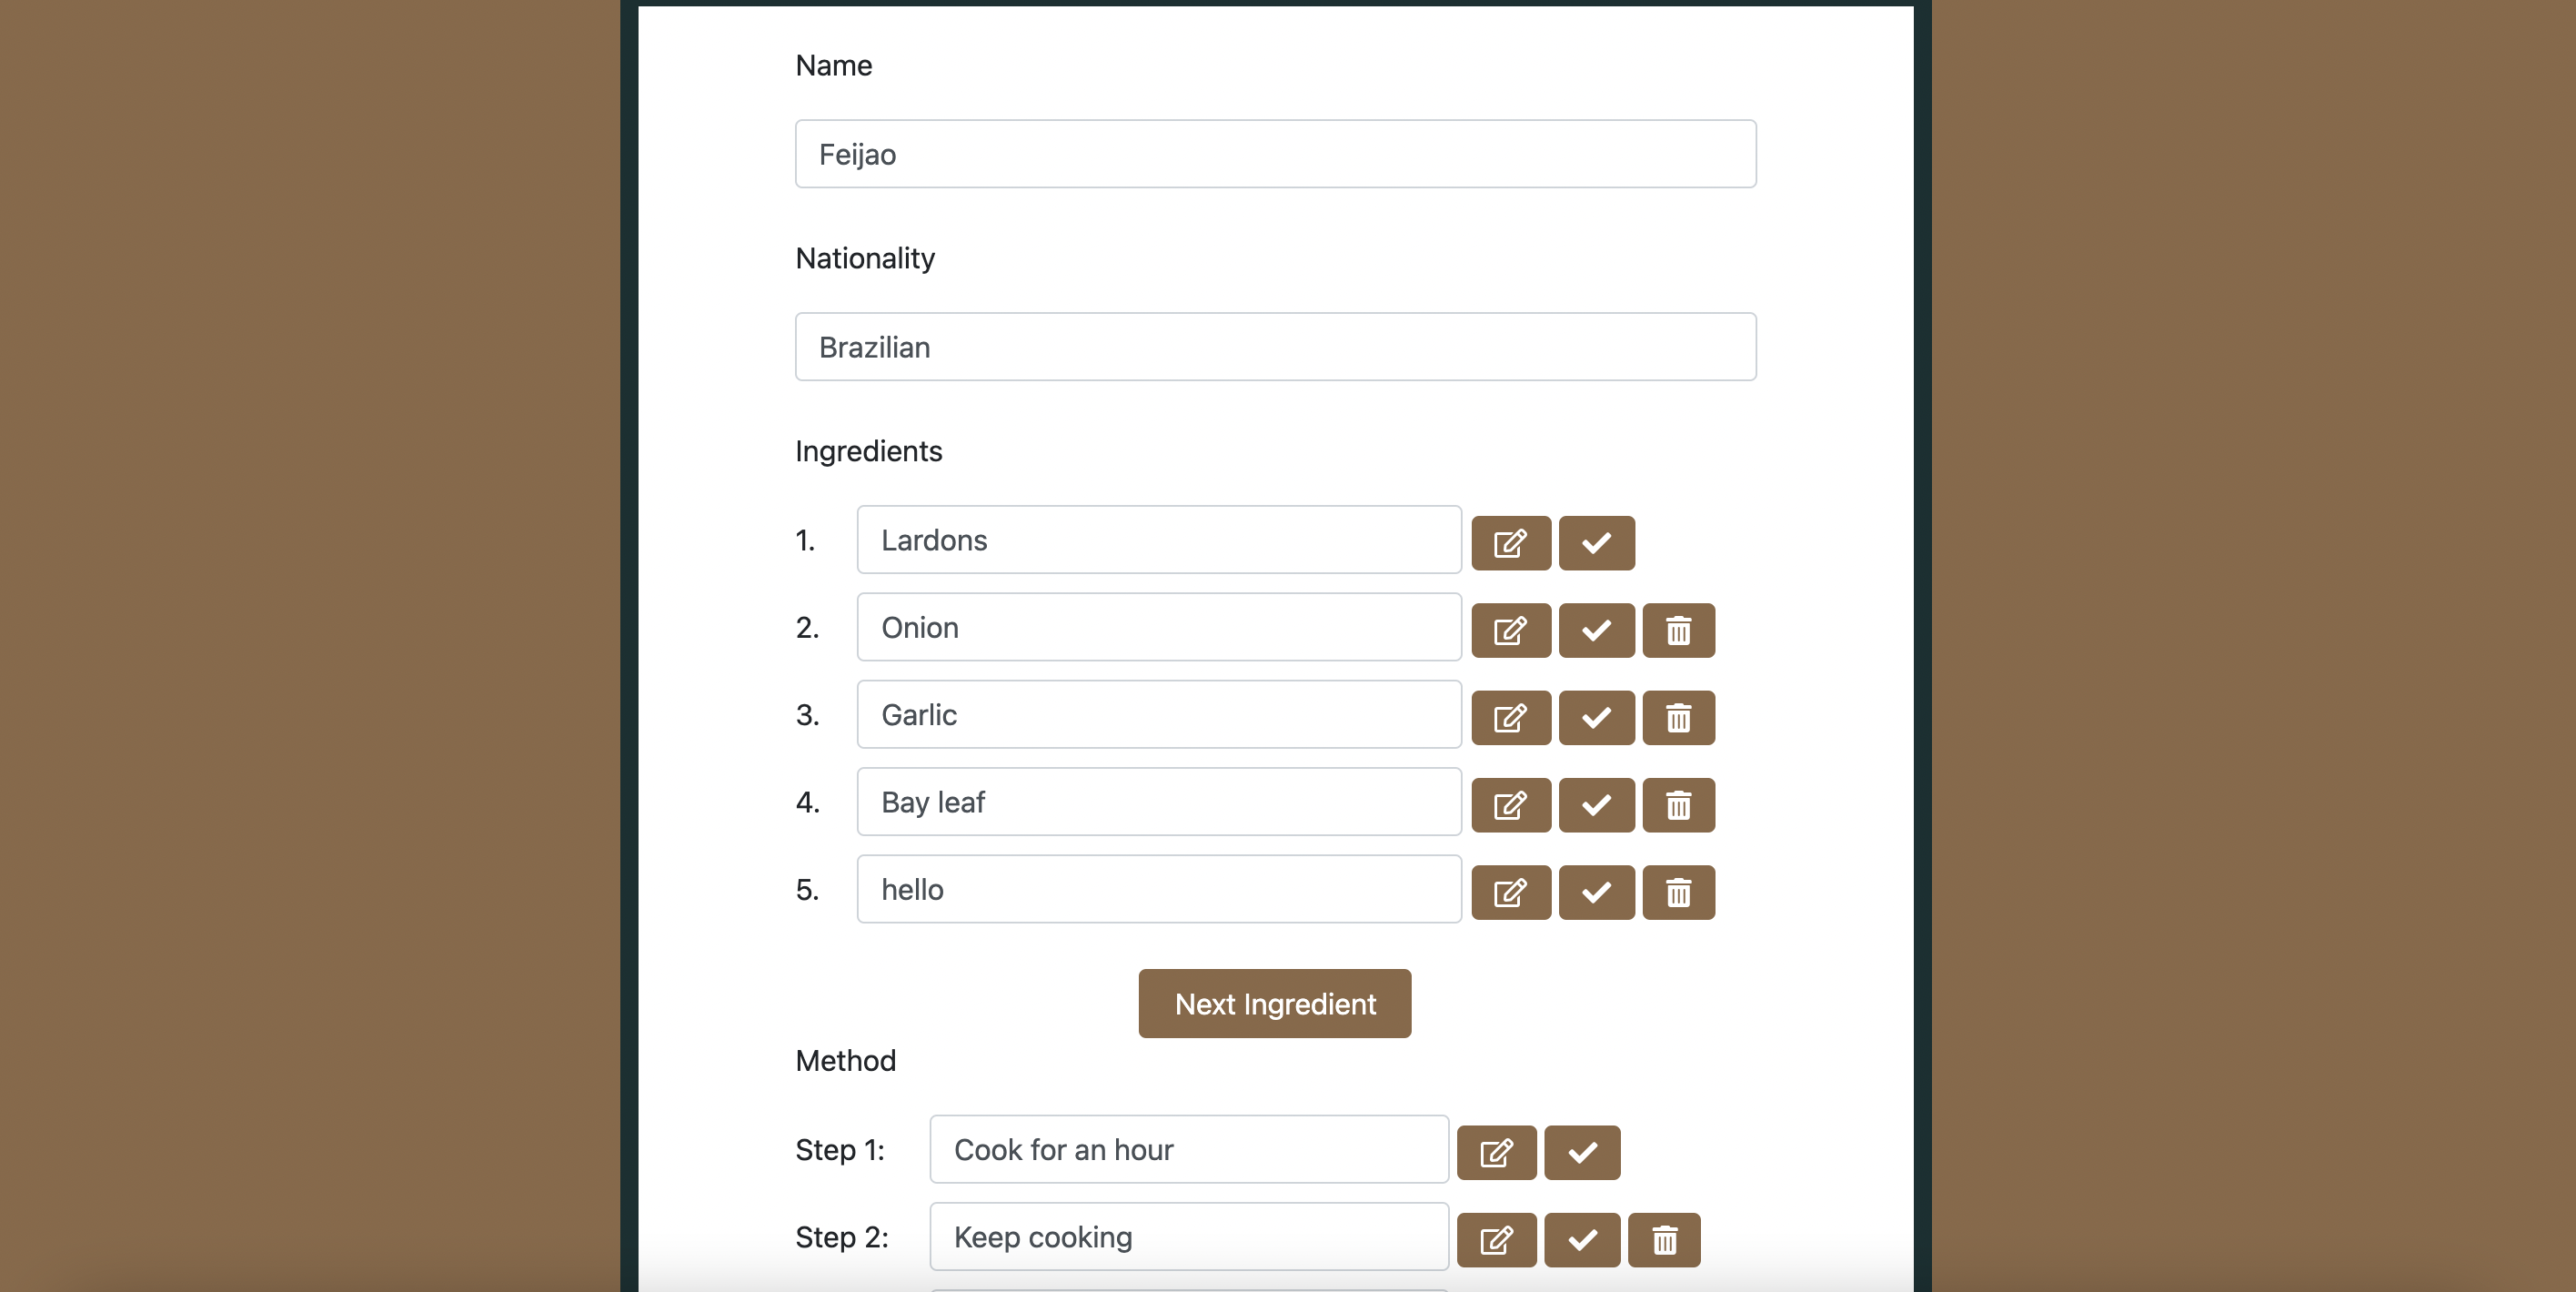 Name
Feijao
Nationality
Brazilian
Ingredients
1. Lardons
2. Onion
3. Garlic
4. Bay leaf
5. hello
Next Ingredient
Method
Step 1: Cook for an hour
Step 2: Keep cooking